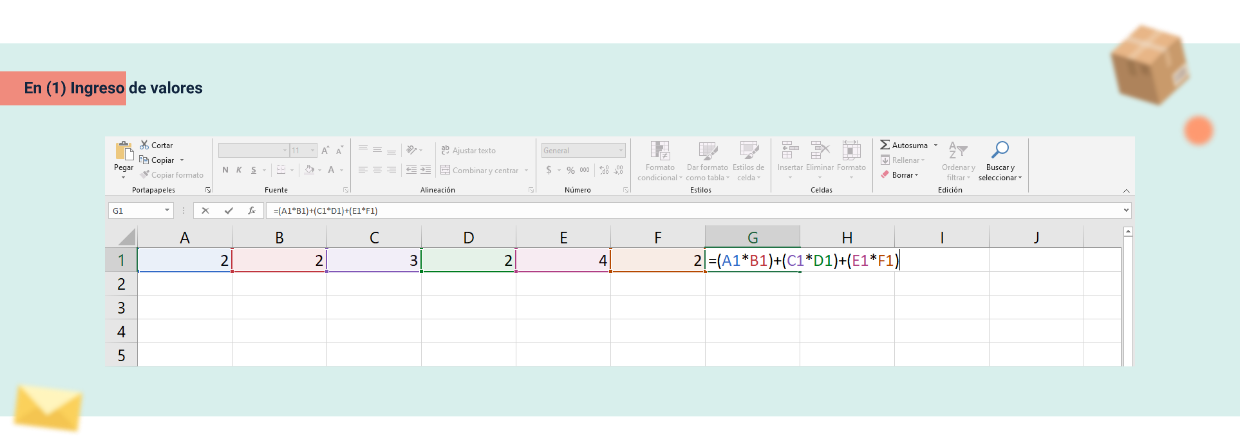 En (1) Ingreso de valores
Cortar
Copiar
Copiar formato
Pegar
Portapapeles
11 A A
N K S A
Fuente
Ajustar texto
Combinar y centrar
Alineación
General
$ % 000
Número
Formato condicional
Dar formato como tabla
Estilos de celda
Estilos
Insertar Eliminar Formato
Celdas
Autosuma
Rellenar
Borrar
Ordenar y filtrar
Buscar y seleccionar
Edición
G1 fx =(A1*B1)+(C1*D1)+(E1*F1)
A B C D E F G H I J
1 2 2 3 2 4 2 =(A1*B1)+(C1*D1)+(E1*F1)
2
3
4
5